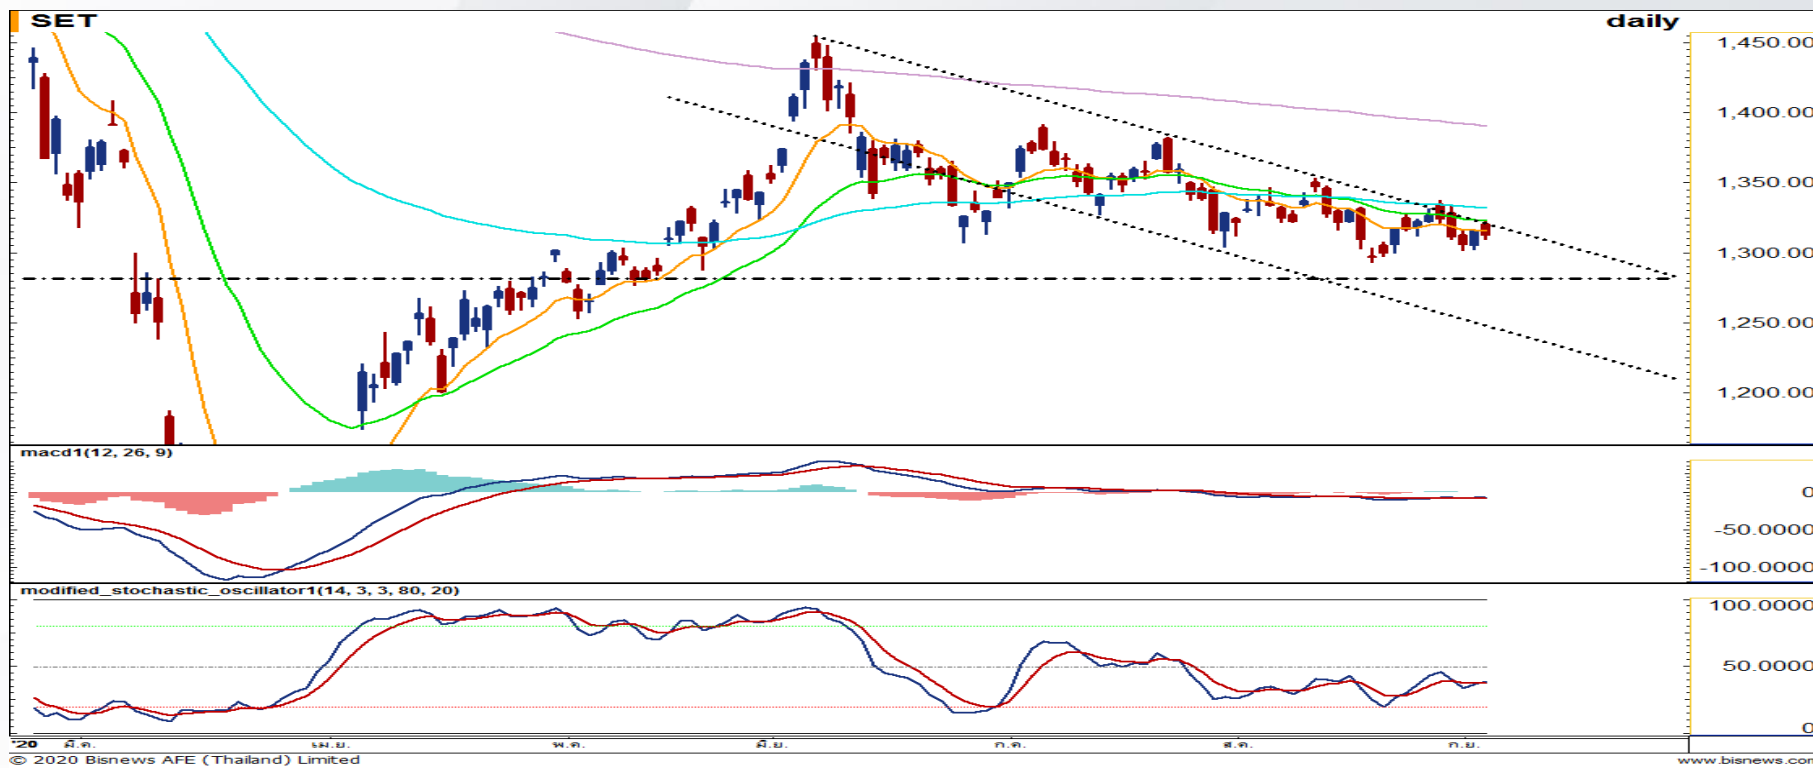 SET daily
1,450.00
1,400.00
1,350.00
1,300.00
1,250.00
1,200.00
macd1(12, 26, 9)
0
-50.0000
-100.0000
modified_stochastic_oscillator1(14, 3, 3, 80, 20)
100.0000
50.0000
0
'20 มี.ค. เม.ย. พ.ค. มิ.ย. ก.ค. ส.ค. ก.ย.
© 2020 Bisnews AFE (Thailand) Limited www.bisnews.com